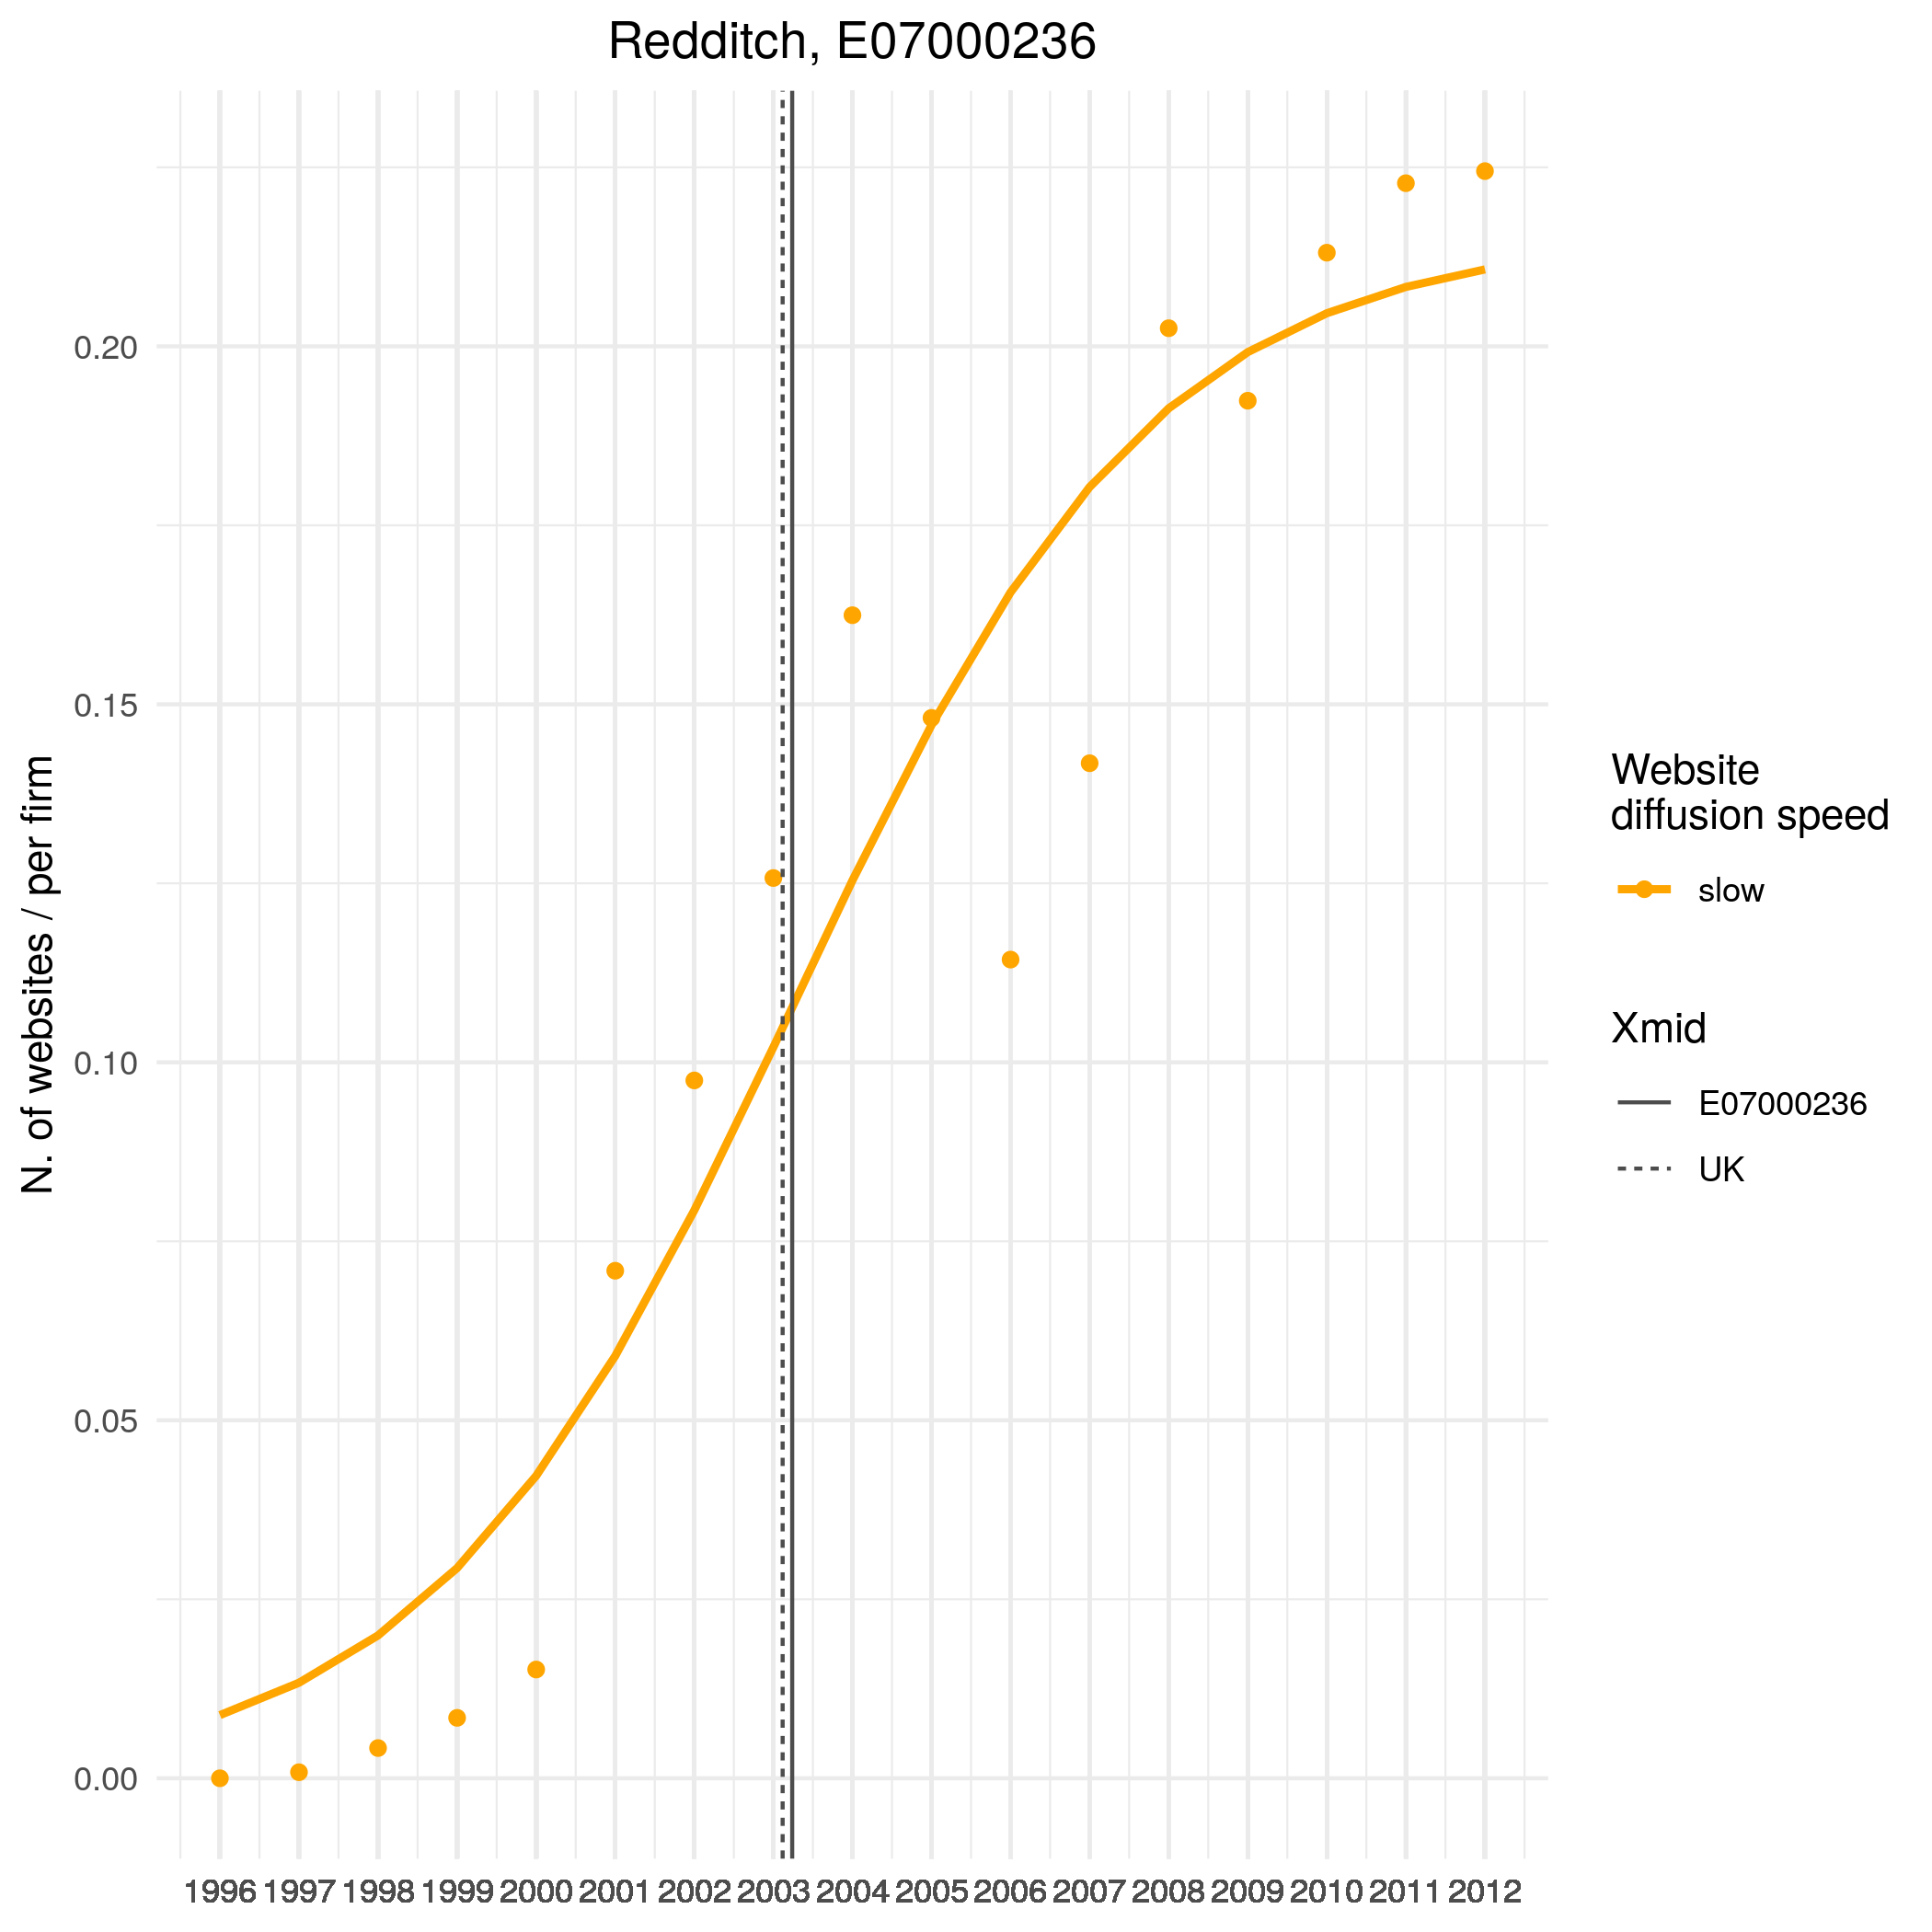 Redditch, E07000236
N. of websites / per firm
0.20
0.15
0.10
0.05
0.00
1996 1997 1998 1999 2000 2001 2002 2003 2004 2005 2006 2007 2008 2009 2010 2011 2012
Website
diffusion speed
slow
Xmid
E07000236
UK